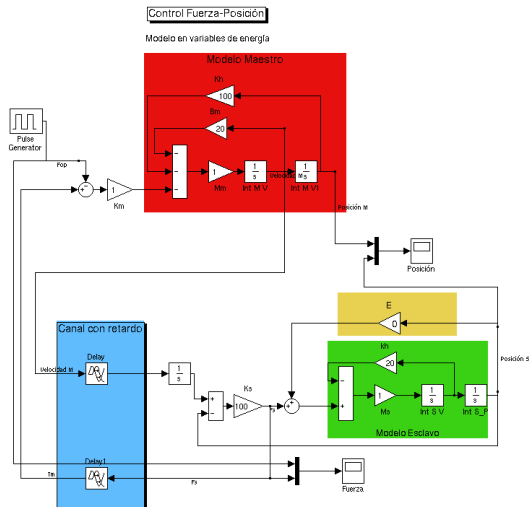 Control Fuerza-Posición
Modelo en variables de energía
Modelo Maestro
Kh
100
Bm
20
Pulse
Generator
Fop
Km
1
Mm
1
1
s
Int M V
Velocidad M
1
s
Int M VI
Posición M
Posición
E
0
Canal con retardo
Delay
Velocidad M
1
s
Ks
100
Fy
kh
20
Ms
1
1
s
Int S V
1
s
Int S_P
Posición S
Modelo Esclavo
Delay1
Fy
Fuerza